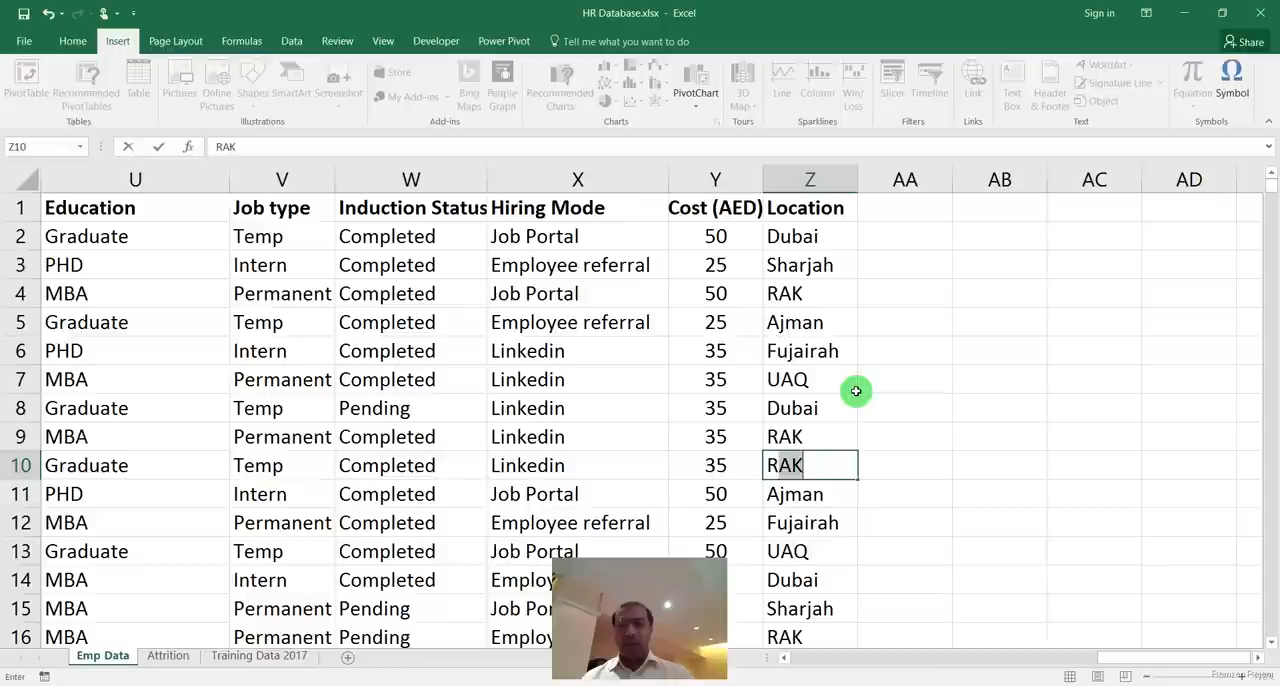 HR Database.xlsx - Excel
Sign in
File Home Insert Page Layout Formulas Data Review View Developer Power Pivot Tell me what you want to do Share
PivotTable Recommended PivotTables Table Pictures Online Pictures Shapes SmartArt Screenshot Store My Add-ins Bing Maps People Graph Recommended Charts PivotChart 3D Map Line Column Win/Loss Slicer Timeline Link Text Box Header & Footer WordArt Signature Line Object Equation Symbol
Tables Illustrations Add-ins Charts Tours Sparklines Filters Links Text Symbols
Z10 fx RAK
U V W X Y Z AA AB AC AD
1 Education Job type Induction Status Hiring Mode Cost (AED) Location
2 Graduate Temp Completed Job Portal 50 Dubai
3 PHD Intern Completed Employee referral 25 Sharjah
4 MBA Permanent Completed Job Portal 50 RAK
5 Graduate Temp Completed Employee referral 25 Ajman
6 PHD Intern Completed Linkedin 35 Fujairah
7 MBA Permanent Completed Linkedin 35 UAQ
8 Graduate Temp Pending Linkedin 35 Dubai
9 MBA Permanent Completed Linkedin 35 RAK
10 Graduate Temp Completed Linkedin 35 RAK
11 PHD Intern Completed Job Portal 50 Ajman
12 MBA Permanent Completed Employee referral 25 Fujairah
13 Graduate Temp Completed Job Portal 50 UAQ
14 MBA Intern Completed Emplo Dubai
15 MBA Permanent Pending Job Po Sharjah
16 MBA Permanent Pending Emplo RAK
Emp Data Attrition Training Data 2017
Enter